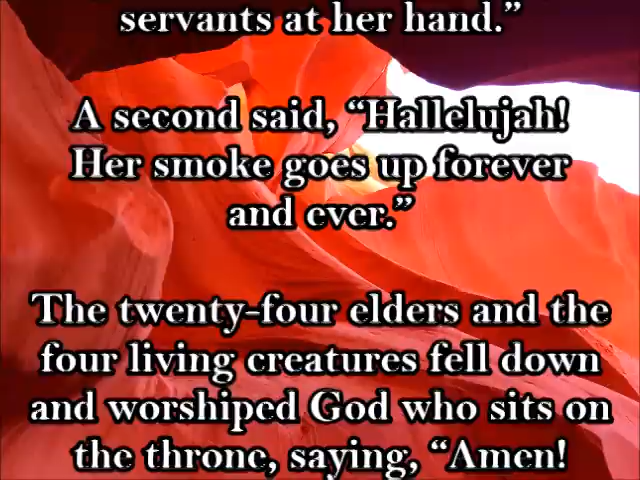 servants at her hand.”
A second said, “Hallelujah!
Her smoke goes up forever
and ever.”
The twenty-four elders and the
four living creatures fell down
and worshiped God who sits on
the throne, saying, “Amen!